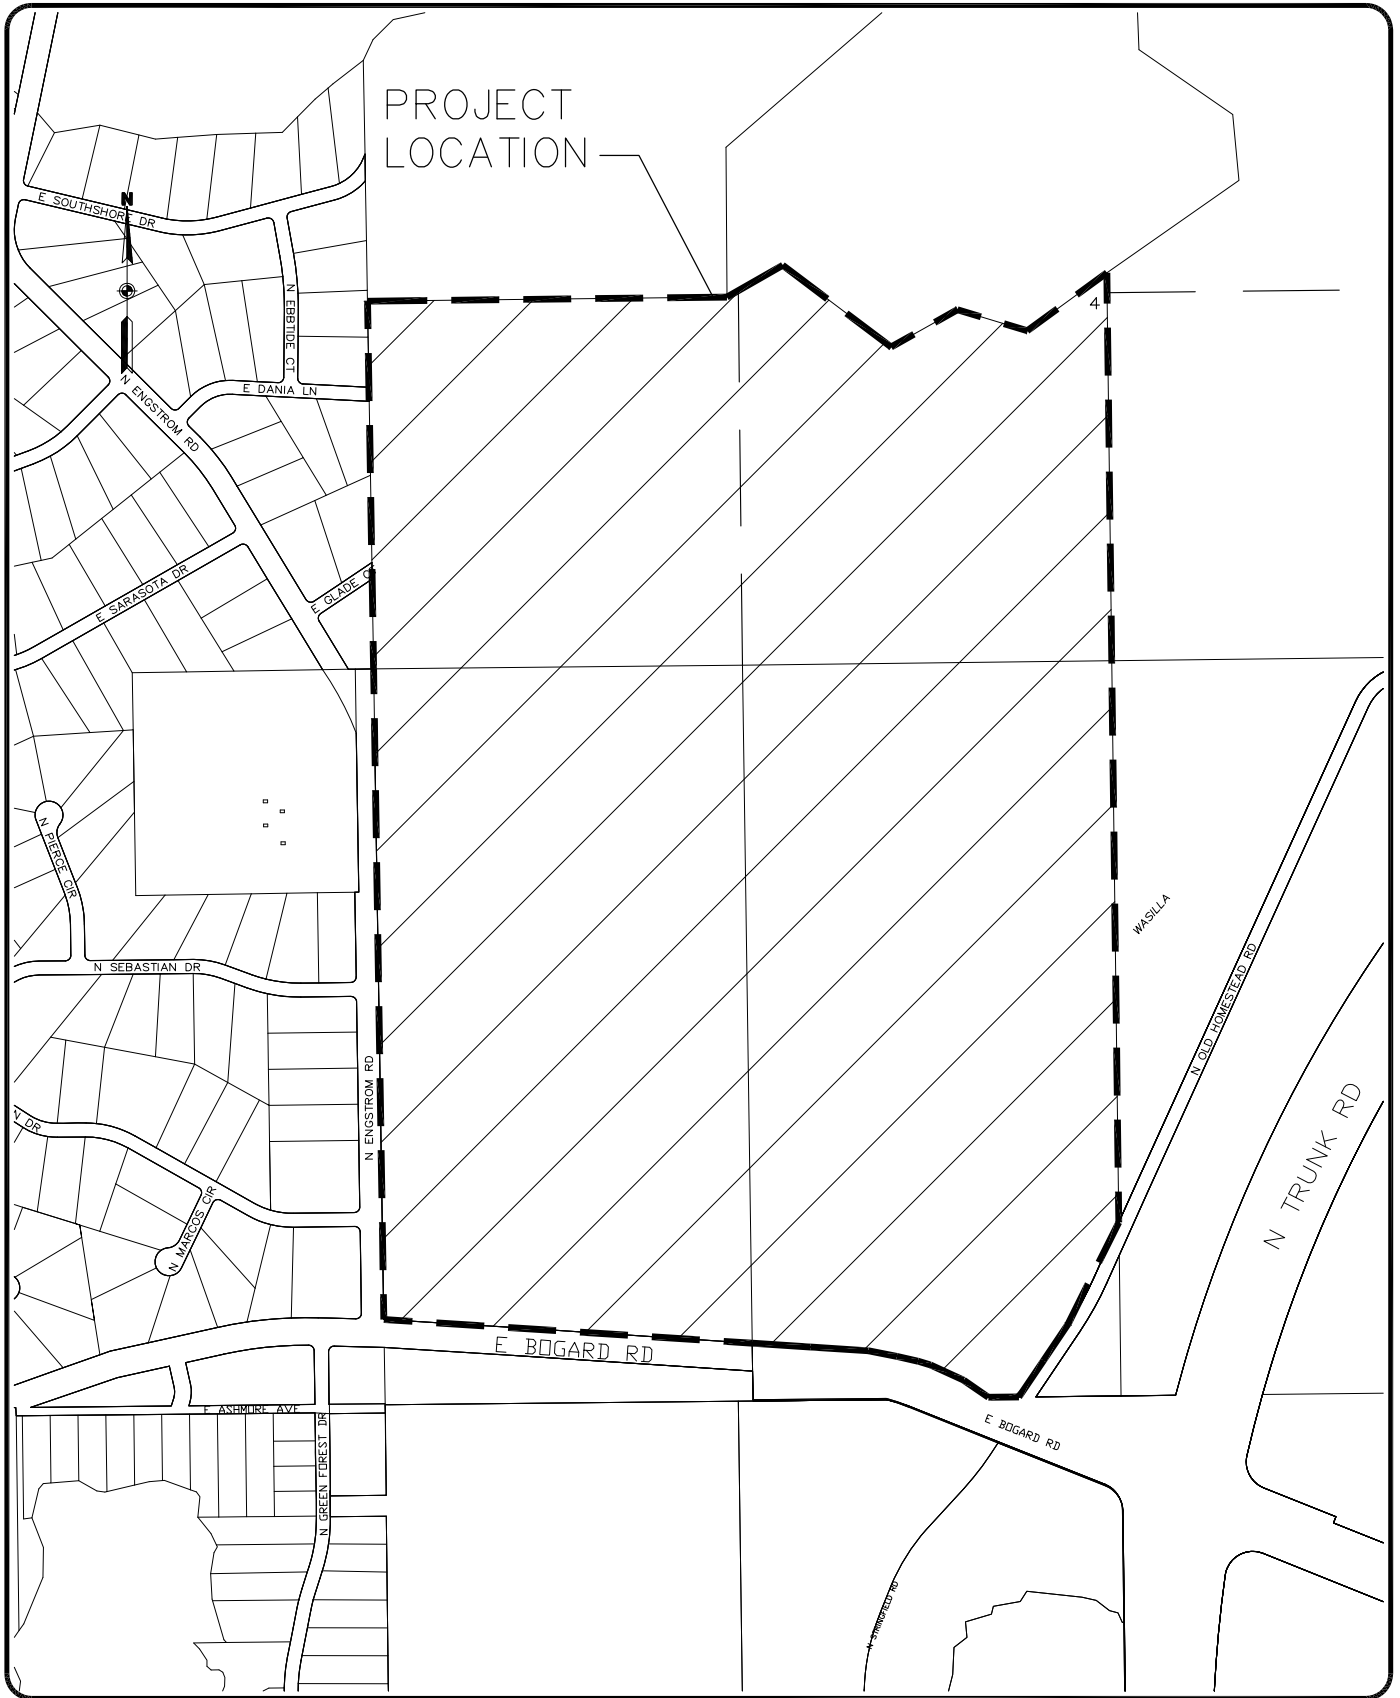 PROJECT
LOCATION
N
E SOUTHSHORE DR
N EBBTIDE CT
4
N ENGSTROM RD
E DANIA LN
E SARASOTA DR
E GLADE C
N PIERCE CIR
WASILLA
N SEBASTIAN DR
N OLD HOMESTEAD RD
N ENGSTROM RD
N TRUNK RD
N DR
N MARCOS CIR
E BOGARD RD
E ASHMORE AVE
E BOGARD RD
N GREEN FOREST DR
N STRINGFIELD RD